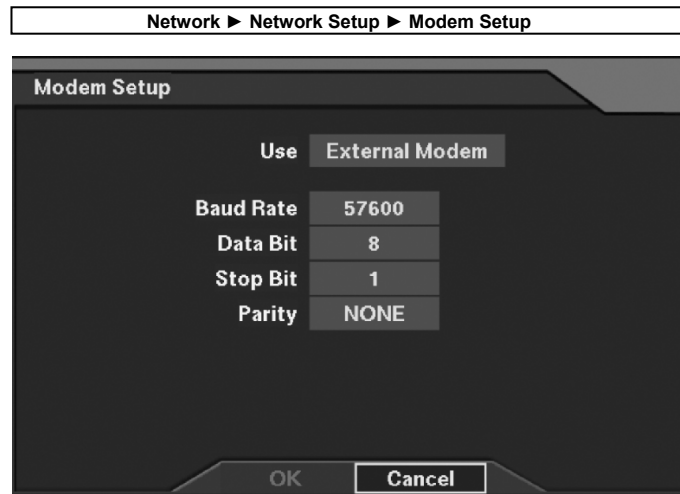 Network ► Network Setup ► Modem Setup
Modem Setup
Use External Modem
Baud Rate 57600
Data Bit 8
Stop Bit 1
Parity NONE
OK Cancel